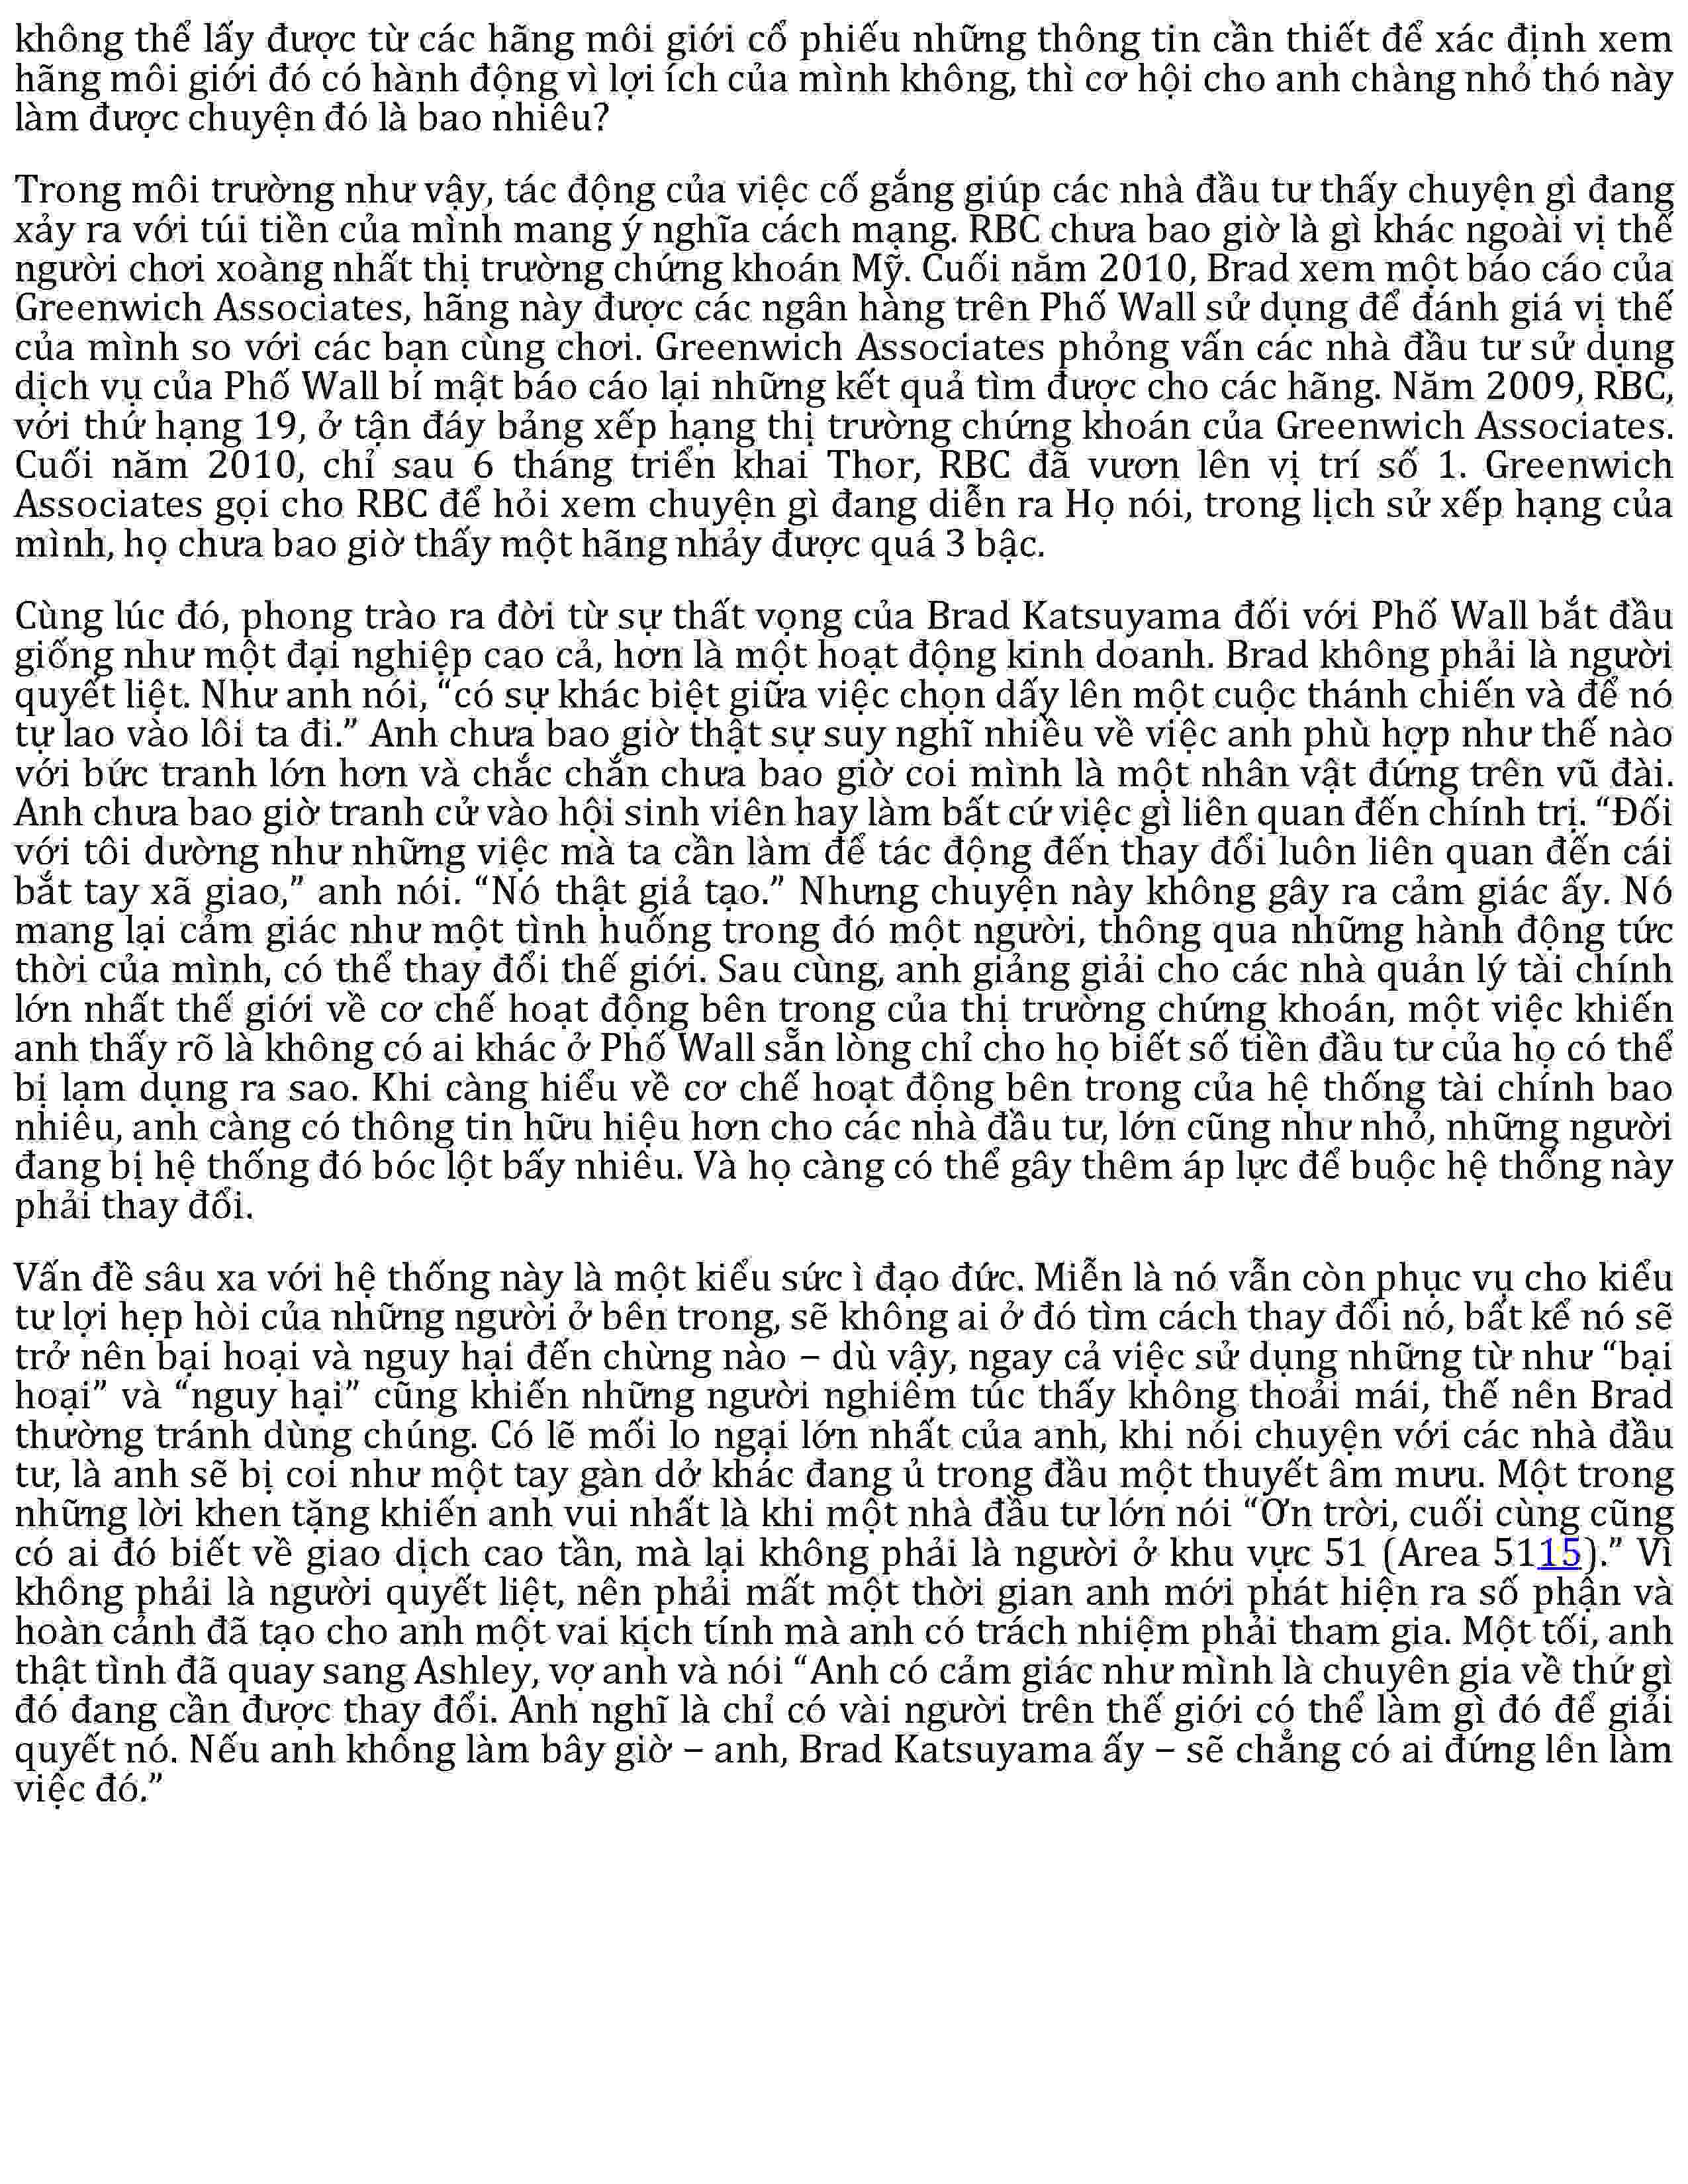 không thể lấy được từ các hãng môi giới cổ phiếu những thông tin cần thiết để xác định xem
hãng môi giới đó có hành động vì lợi ích của mình không, thì cơ hội cho anh chàng nhỏ thó này
làm được chuyện đó là bao nhiêu?
Trong môi trường như vậy, tác động của việc cố gắng giúp các nhà đầu tư thấy chuyện gì đang
xảy ra với túi tiền của mình mang ý nghĩa cách mạng. RBC chưa bao giờ là gì khác ngoài vị thế
người chơi xoàng nhất thị trường chứng khoán Mỹ. Cuối năm 2010, Brad xem một báo cáo của
Greenwich Associates, hãng này được các ngân hàng trên Phố Wall sử dụng để đánh giá vị thế
của mình so với các bạn cùng chơi. Greenwich Associates phỏng vấn các nhà đầu tư sử dụng
dịch vụ của Phố Wall bí mật báo cáo lại những kết quả tìm được cho các hãng. Năm 2009, RBC,
với thứ hạng 19, ở tận đáy bảng xếp hạng thị trường chứng khoán của Greenwich Associates.
Cuối năm 2010, chỉ sau 6 tháng triển khai Thor, RBC đã vươn lên vị trí số 1. Greenwich
Associates gọi cho RBC để hỏi xem chuyện gì đang diễn ra Họ nói, trong lịch sử xếp hạng của
mình, họ chưa bao giờ thấy một hãng nhảy được quá 3 bậc.
Cùng lúc đó, phong trào ra đời từ sự thất vọng của Brad Katsuyama đối với Phố Wall bắt đầu
giống như một đại nghiệp cao cả, hơn là một hoạt động kinh doanh. Brad không phải là người
quyết liệt. Như anh nói, “có sự khác biệt giữa việc chọn dấy lên một cuộc thánh chiến và để nó
tự lao vào lôi ta đi.” Anh chưa bao giờ thật sự suy nghĩ nhiều về việc anh phù hợp như thế nào
với bức tranh lớn hơn và chắc chắn chưa bao giờ coi mình là một nhân vật đứng trên vũ đài.
Anh chưa bao giờ tranh cử vào hội sinh viên hay làm bất cứ việc gì liên quan đến chính trị. “Đối
với tôi dường như những việc mà ta cần làm để tác động đến thay đổi luôn liên quan đến cái
bắt tay xã giao,” anh nói. “Nó thật giả tạo.” Nhưng chuyện này không gây ra cảm giác ấy. Nó
mang lại cảm giác như một tình huống trong đó một người, thông qua những hành động tức
thời của mình, có thể thay đổi thế giới. Sau cùng, anh giảng giải cho các nhà quản lý tài chính
lớn nhất thế giới về cơ chế hoạt động bên trong của thị trường chứng khoán, một việc khiến
anh thấy rõ là không có ai khác ở Phố Wall sẵn lòng chỉ cho họ biết số tiền đầu tư của họ có thể
bị lạm dụng ra sao. Khi càng hiểu về cơ chế hoạt động bên trong của hệ thống tài chính bao
nhiêu, anh càng có thông tin hữu hiệu hơn cho các nhà đầu tư, lớn cũng như nhỏ, những người
đang bị hệ thống đó bóc lột bấy nhiêu. Và họ càng có thể gây thêm áp lực để buộc hệ thống này
phải thay đổi.
Vấn đề sâu xa với hệ thống này là một kiểu sức ì đạo đức. Miễn là nó vẫn còn phục vụ cho kiểu
tư lợi hẹp hòi của những người ở bên trong, sẽ không ai ở đó tìm cách thay đổi nó, bất kể nó sẽ
trở nên bại hoại và nguy hại đến chừng nào – dù vậy, ngay cả việc sử dụng những từ như “bại
hoại” và “nguy hại” cũng khiến những người nghiêm túc thấy không thoải mái, thế nên Brad
thường tránh dùng chúng. Có lẽ mối lo ngại lớn nhất của anh, khi nói chuyện với các nhà đầu
tư, là anh sẽ bị coi như một tay gàn dở khác đang ủ trong đầu một thuyết âm mưu. Một trong
những lời khen tặng khiến anh vui nhất là khi một nhà đầu tư lớn nói “Ơn trời, cuối cùng cũng
có ai đó biết về giao dịch cao tần, mà lại không phải là người ở khu vực 51 (Area 5115).” Vì
không phải là người quyết liệt, nên phải mất một thời gian anh mới phát hiện ra số phận và
hoàn cảnh đã tạo cho anh một vai kịch tính mà anh có trách nhiệm phải tham gia. Một tối, anh
thật tình đã quay sang Ashley, vợ anh và nói “Anh có cảm giác như mình là chuyên gia về thứ gì
đó đang cần được thay đổi. Anh nghĩ là chỉ có vài người trên thế giới có thể làm gì đó để giải
quyết nó. Nếu anh không làm bây giờ – anh, Brad Katsuyama ấy – sẽ chẳng có ai đứng lên làm
việc đó.”